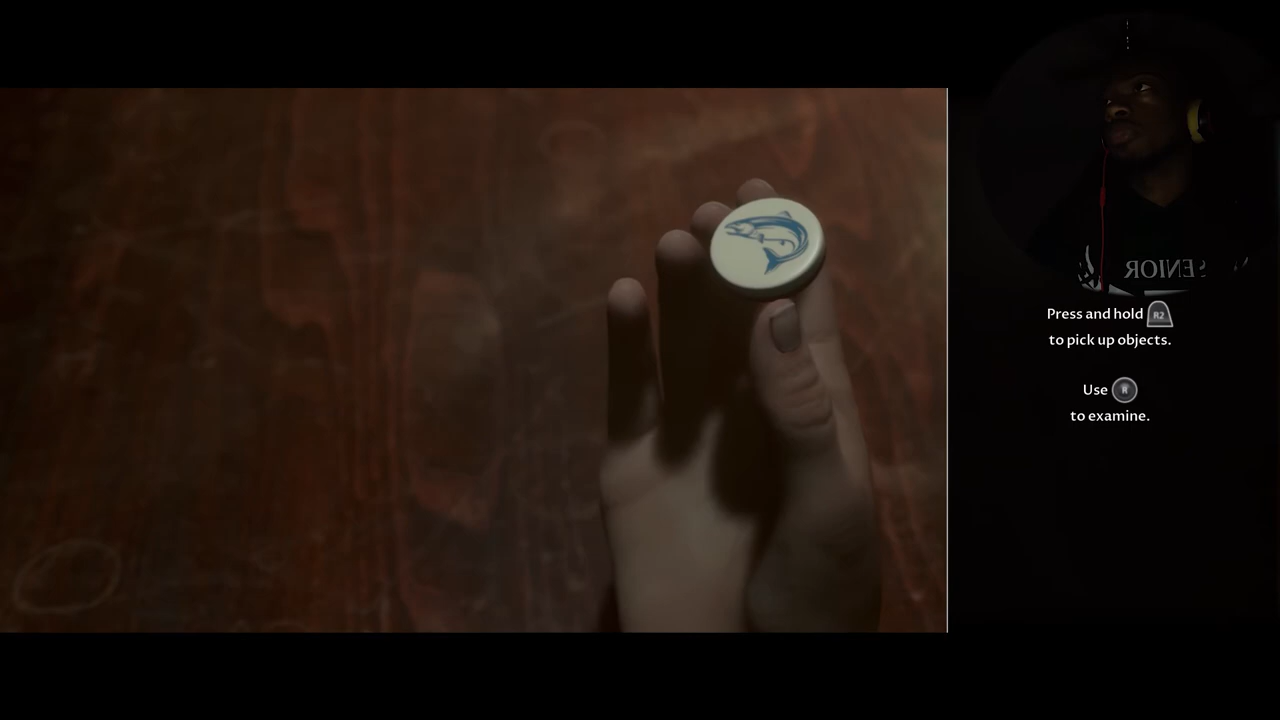 SENIOR
Press and hold R2
to pick up objects.
Use R
to examine.